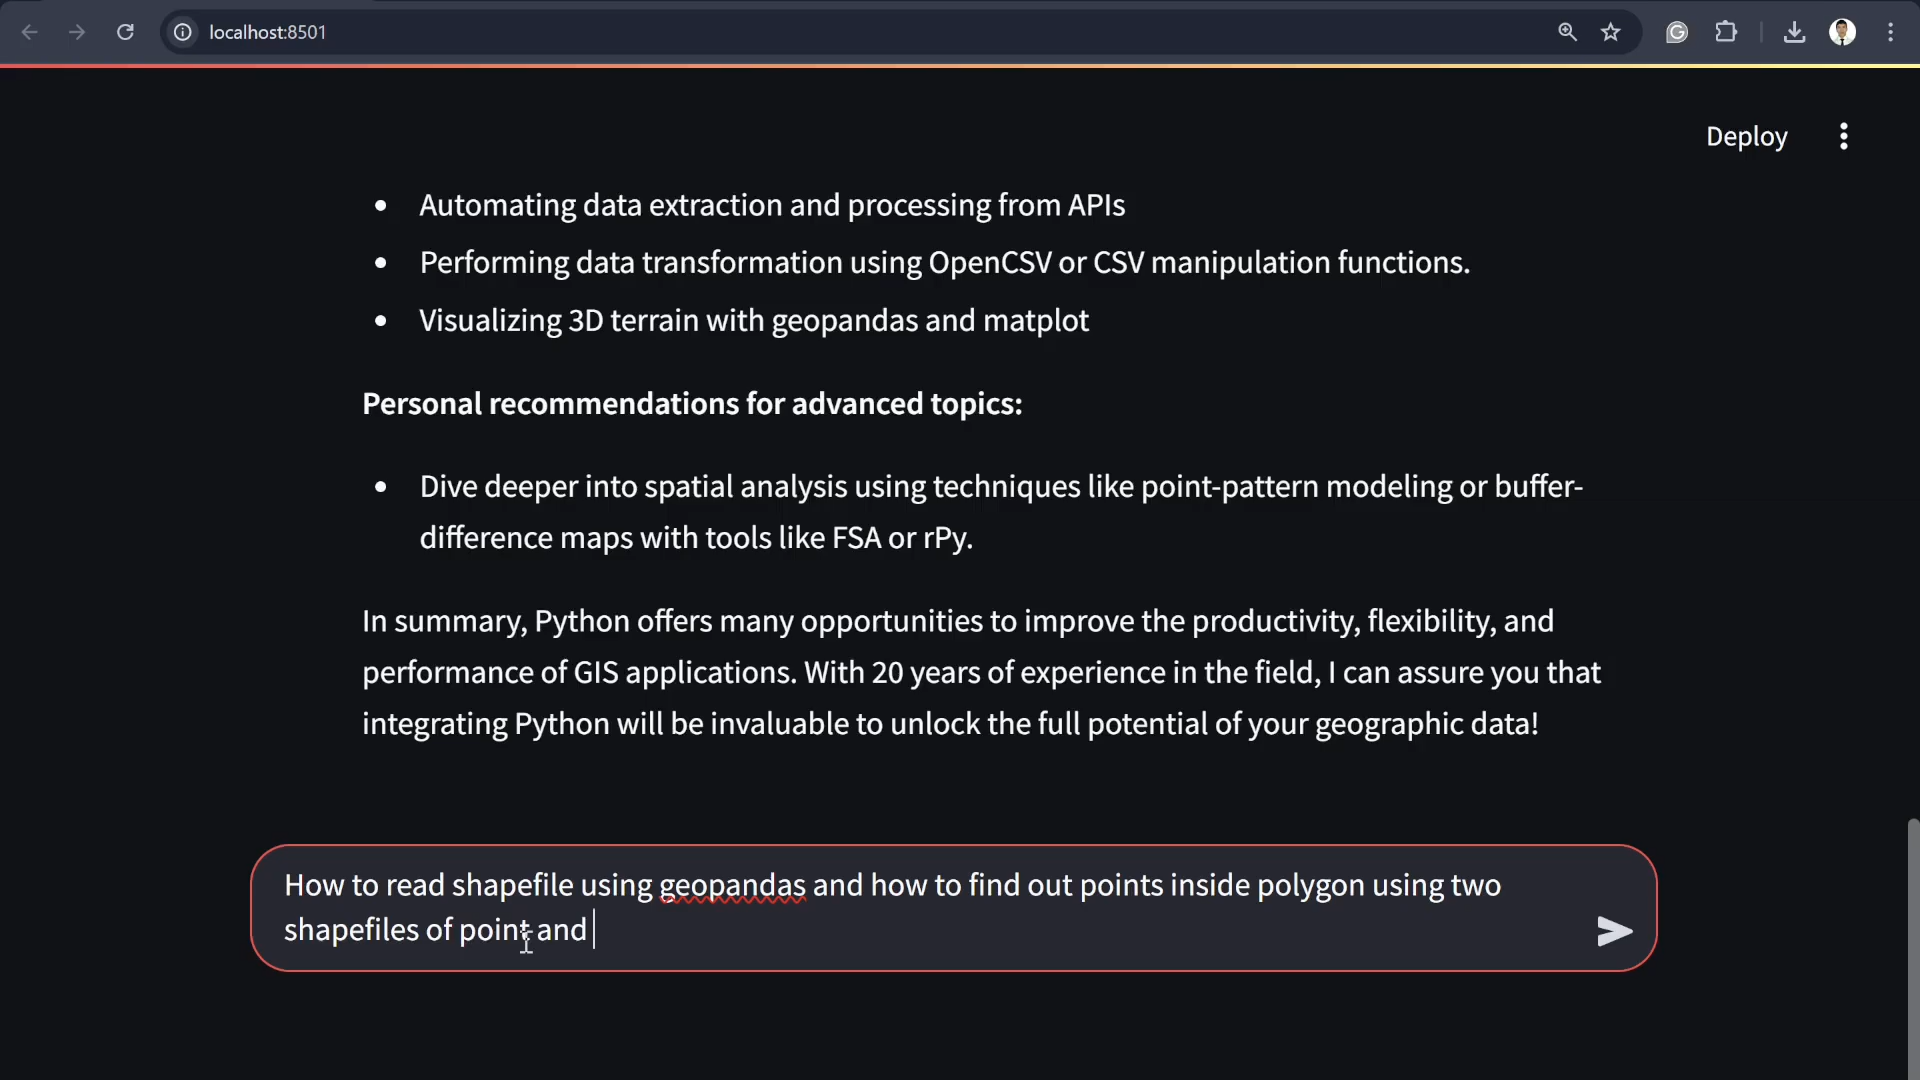 localhost:8501
Deploy
Automating data extraction and processing from APIs
Performing data transformation using OpenCSV or CSV manipulation functions.
Visualizing 3D terrain with geopandas and matplot
Personal recommendations for advanced topics:
Dive deeper into spatial analysis using techniques like point-pattern modeling or buffer-
difference maps with tools like FSA or rPy.
In summary, Python offers many opportunities to improve the productivity, flexibility, and
performance of GIS applications. With 20 years of experience in the field, I can assure you that
integrating Python will be invaluable to unlock the full potential of your geographic data!
How to read shapefile using geopandas and how to find out points inside polygon using two
shapefiles of point and